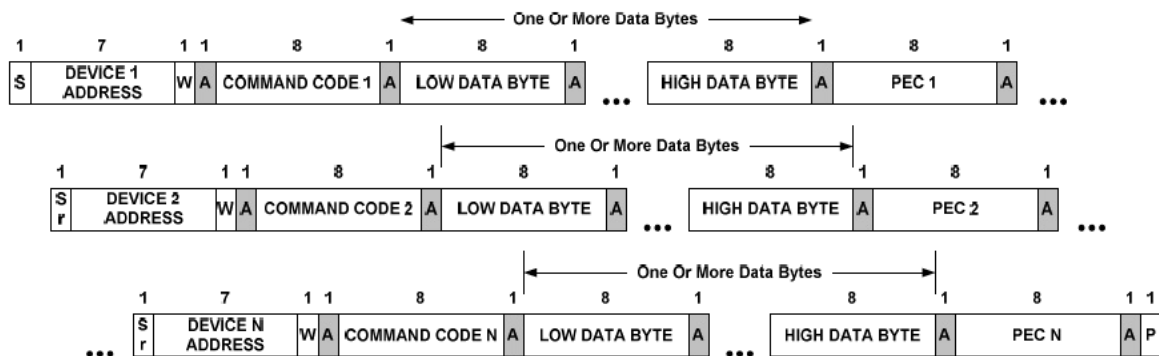 One Or More Data Bytes
1 7 1 1 8 1 8 1 8 1 8 1
S DEVICE 1 ADDRESS W A COMMAND CODE 1 A LOW DATA BYTE A ... HIGH DATA BYTE A PEC 1 A ...
One Or More Data Bytes
1 7 1 1 8 1 8 1 8 1 8 1
Sr DEVICE 2 ADDRESS W A COMMAND CODE 2 A LOW DATA BYTE A ... HIGH DATA BYTE A PEC 2 A ...
One Or More Data Bytes
1 7 1 1 8 1 8 1 8 1 8 1 1
... Sr DEVICE N ADDRESS W A COMMAND CODE N A LOW DATA BYTE A ... HIGH DATA BYTE A PEC N A P